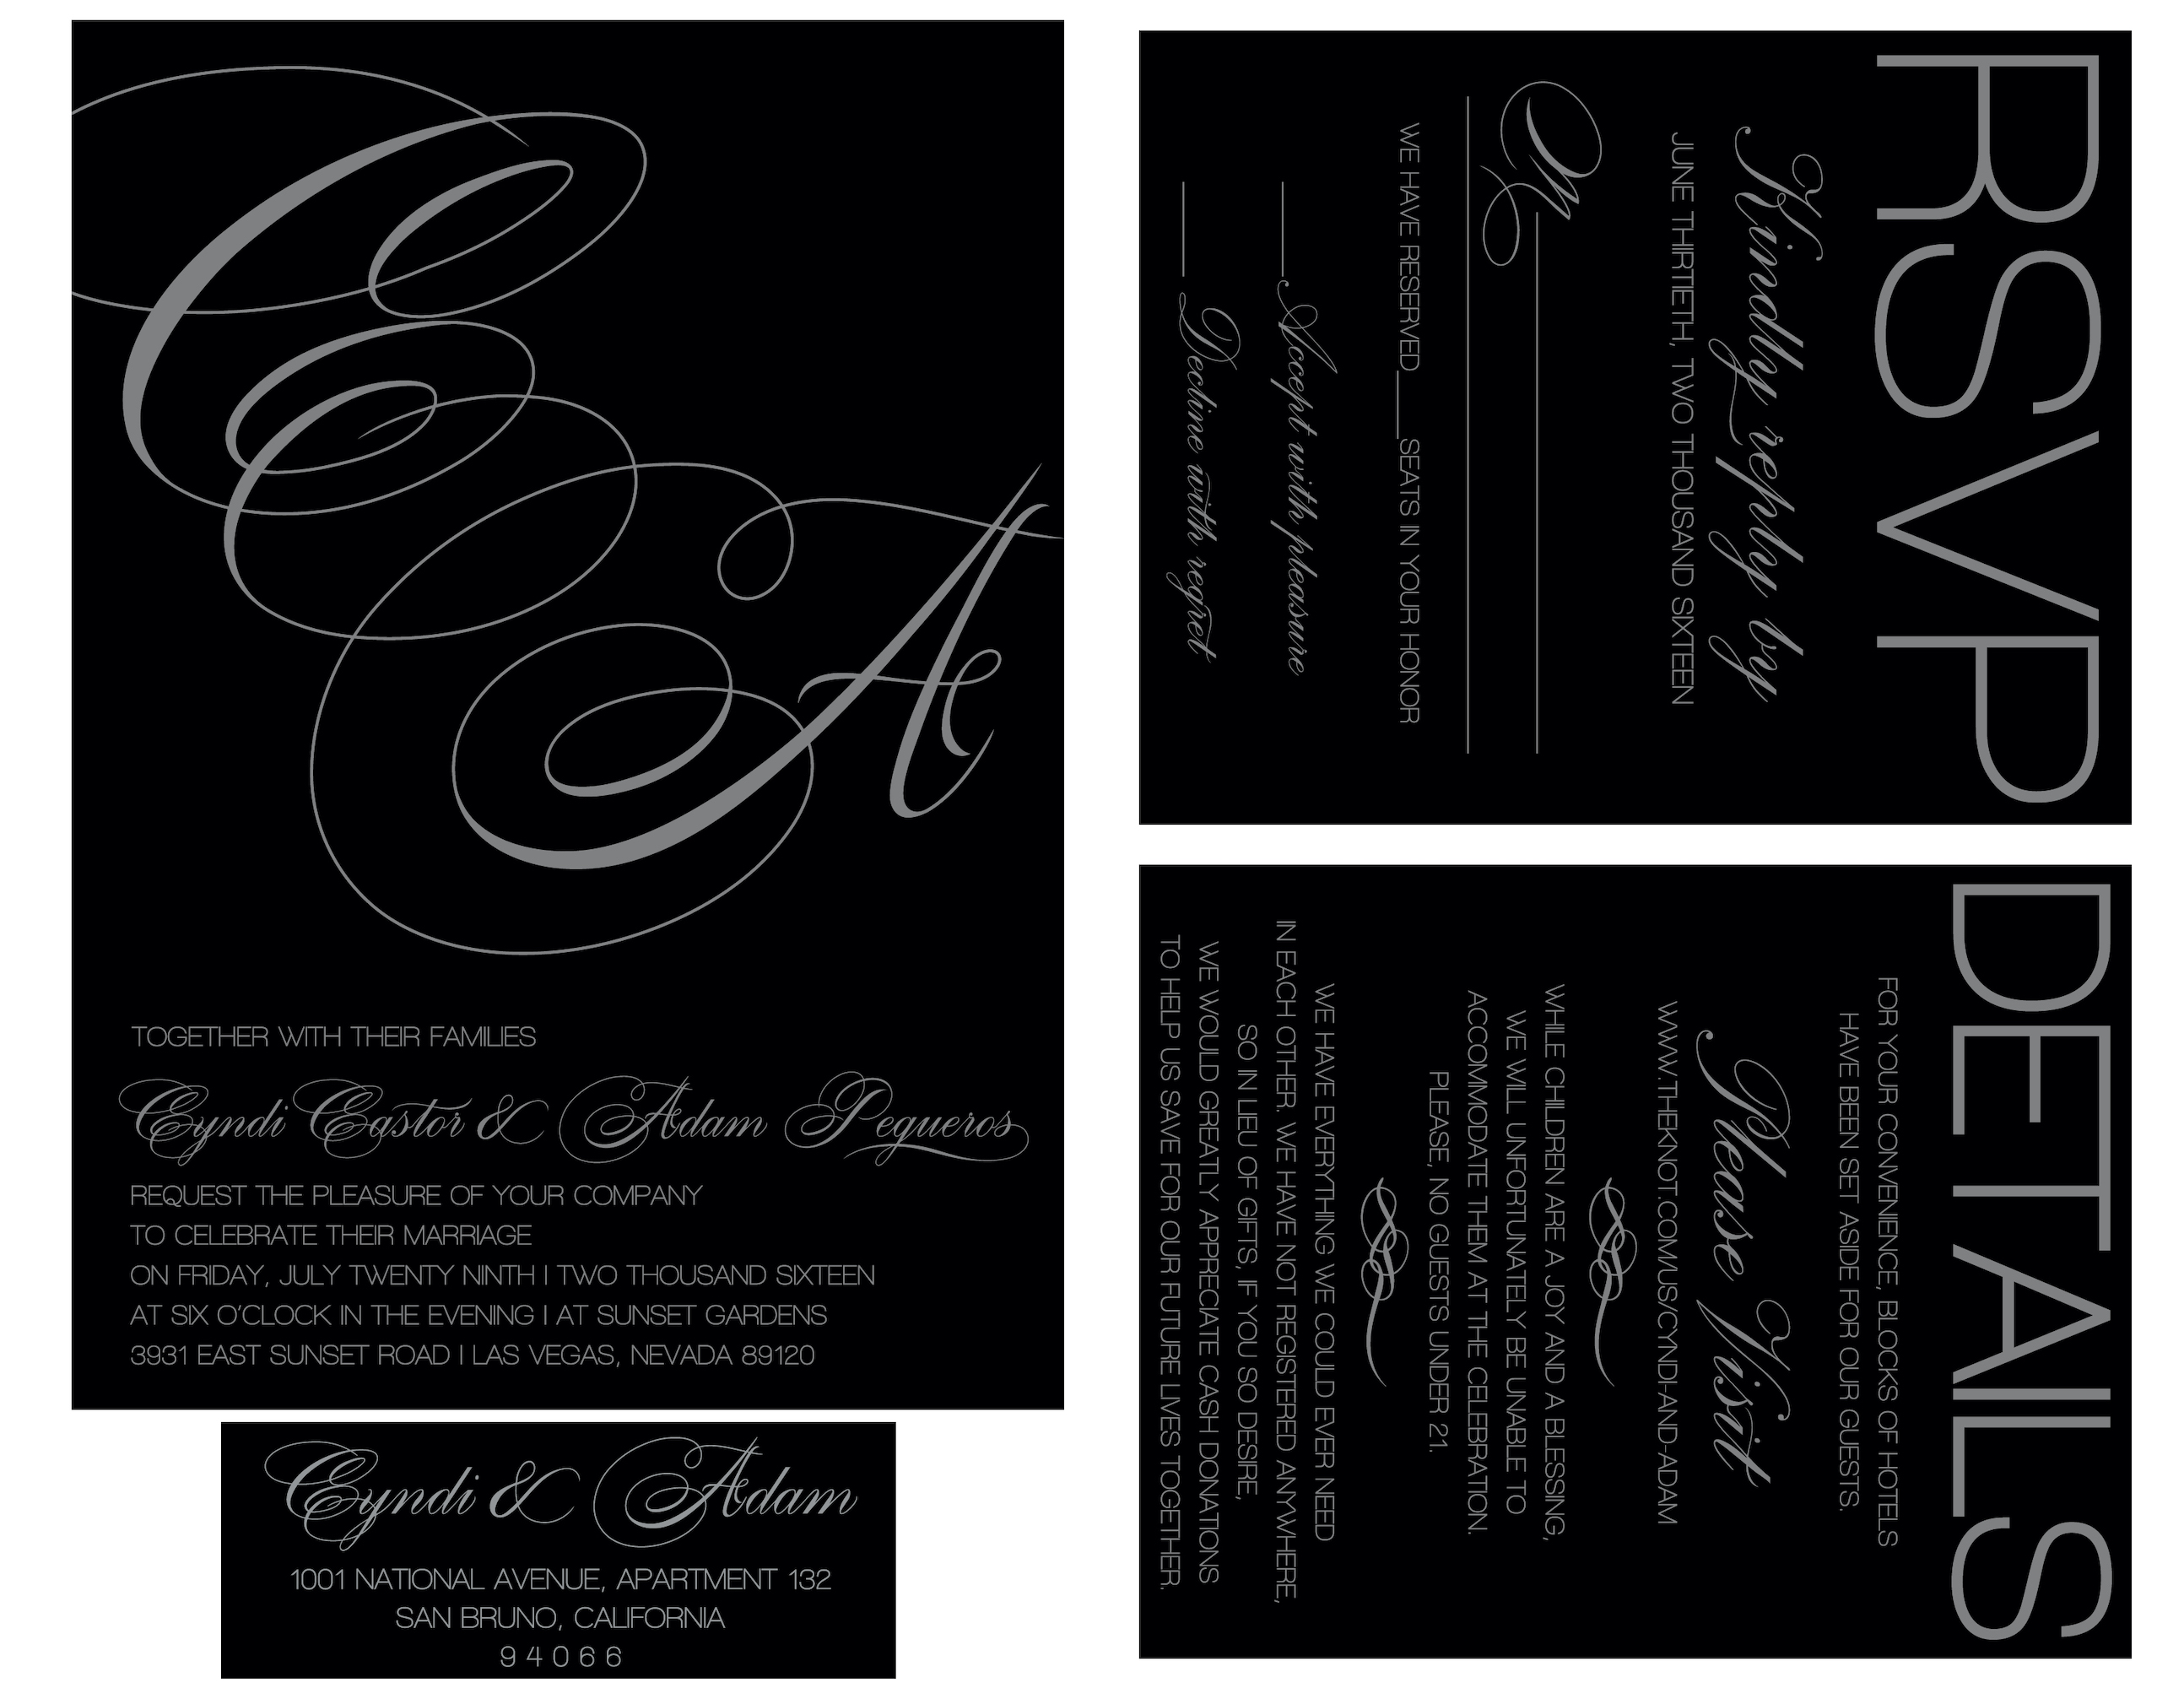 C A
TOGETHER WITH THEIR FAMILIES
Cyndi Castor & Adam Pequeros
REQUEST THE PLEASURE OF YOUR COMPANY
TO CELEBRATE THEIR MARRIAGE
ON FRIDAY, JULY TWENTY NINTH | TWO THOUSAND SIXTEEN
AT SIX O'CLOCK IN THE EVENING | AT SUNSET GARDENS
3931 EAST SUNSET ROAD | LAS VEGAS, NEVADA 89120
Cyndi & Adam
1001 NATIONAL AVENUE, APARTMENT 132
SAN BRUNO, CALIFORNIA
94066
RSVP
Kindly reply by
JUNE THIRTIETH, TWO THOUSAND SIXTEEN
M
WE HAVE RESERVED ____ SEATS IN YOUR HONOR
____ Accept with pleasure
____ Decline with regret
DETAILS
FOR YOUR CONVENIENCE, BLOCKS OF HOTELS
HAVE BEEN SET ASIDE FOR OUR GUESTS.
Please Visit
WWW.THEKNOT.COM/US/CYNDI-AND-ADAM
WHILE CHILDREN ARE A JOY AND A BLESSING,
WE WILL UNFORTUNATELY BE UNABLE TO
ACCOMMODATE THEM AT THE CELEBRATION.
PLEASE, NO GUESTS UNDER 21.
WE HAVE EVERYTHING WE COULD EVER NEED
IN EACH OTHER. WE HAVE NOT REGISTERED ANYWHERE,
SO IN LIEU OF GIFTS, IF YOU SO DESIRE,
WE WOULD GREATLY APPRECIATE CASH DONATIONS
TO HELP US SAVE FOR OUR FUTURE LIVES TOGETHER.